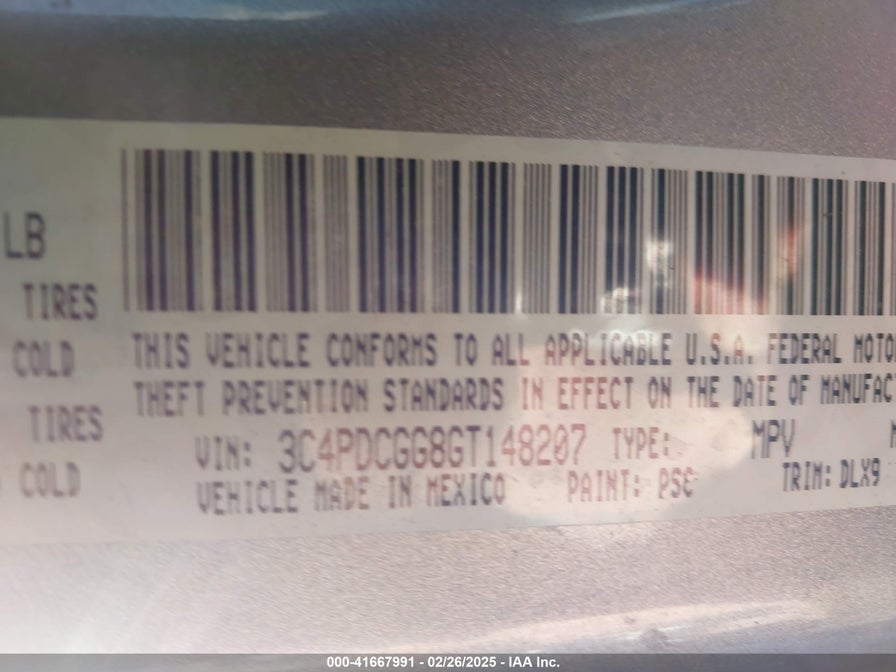 LB
TIRES
COLD
TIRES
COLD
THIS VEHICLE CONFORMS TO ALL APPLICABLE U.S.A. FEDERAL MOTO
THEFT PREVENTION STANDARDS IN EFFECT ON THE DATE OF MANUFAC
VIN: 3C4PDCGG8GT148207 TYPE: MPV M
VEHICLE MADE IN MEXICO PAINT: PSC TRIM: DLX9
000-41667991 - 02/26/2025 - IAA Inc.